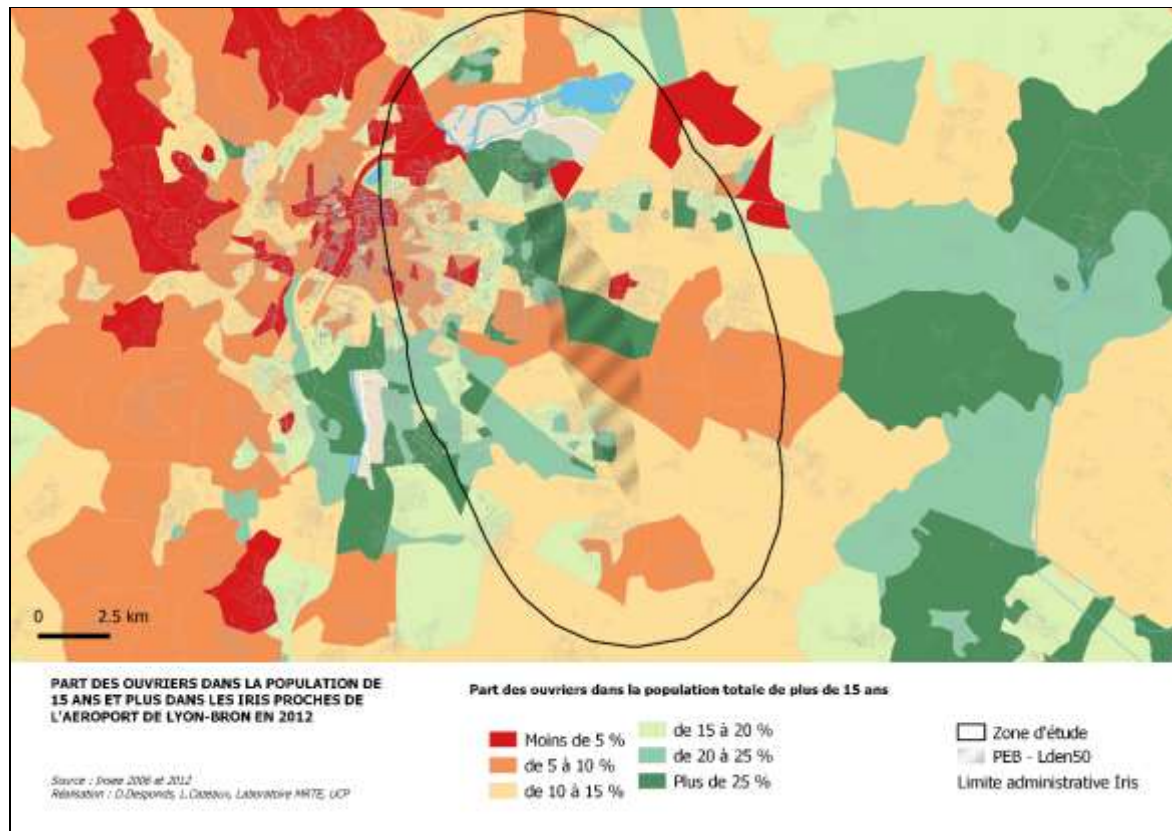 0 2.5 km
PART DES OUVRIERS DANS LA POPULATION DE
15 ANS ET PLUS DANS LES IRIS PROCHES DE
L'AEROPORT DE LYON-BRON EN 2012
Source : Insee 2006 et 2012
Réalisation : D.Desponds, L.Cazeaux, Laboratoire MRTE, UCP
Part des ouvriers dans la population totale de plus de 15 ans
Moins de 5 %
de 5 à 10 %
de 10 à 15 %
de 15 à 20 %
de 20 à 25 %
Plus de 25 %
Zone d'étude
PEB - Lden50
Limite administrative Iris